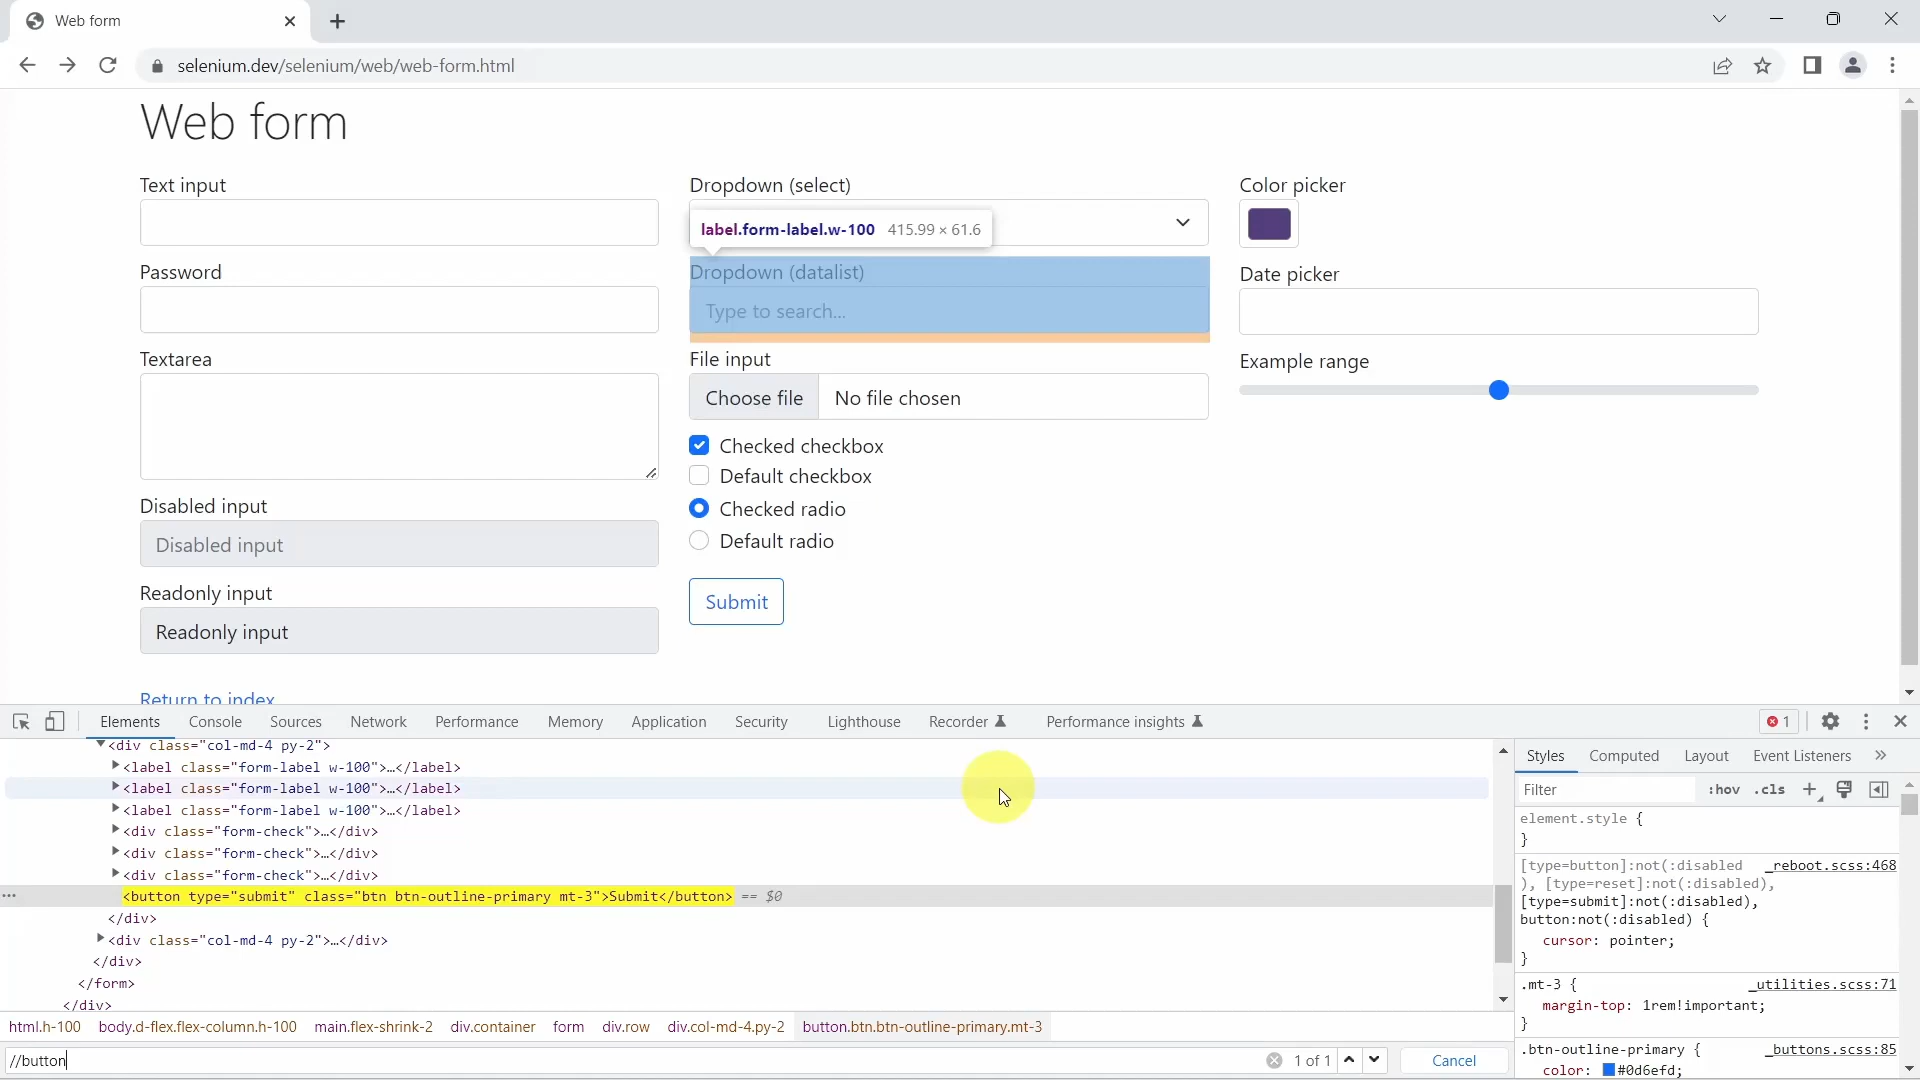 Web form
selenium.dev/selenium/web/web-form.html
Web form
Text input
Password
Textarea
Disabled input
Disabled input
Readonly input
Readonly input
Return to index
Dropdown (select)
label.form-label.w-100 415.99 × 61.6
Dropdown (datalist)
Type to search...
File input
Choose file No file chosen
Checked checkbox
Default checkbox
Checked radio
Default radio
Submit
Color picker
Date picker
Example range
Elements Console Sources Network Performance Memory Application Security Lighthouse Recorder Performance insights 1
<div class="col-md-4 py-2">
<label class="form-label w-100">…</label>
<label class="form-label w-100">…</label>
<label class="form-label w-100">…</label>
<div class="form-check">…</div>
<div class="form-check">…</div>
<div class="form-check">…</div>
<button type="submit" class="btn btn-outline-primary mt-3">Submit</button> == $0
</div>
<div class="col-md-4 py-2">…</div>
</div>
</form>
</div>
html.h-100 body.d-flex.flex-column.h-100 main.flex-shrink-2 div.container form div.row div.col-md-4.py-2 button.btn.btn-outline-primary.mt-3
//button 1 of 1 Cancel
Styles Computed Layout Event Listeners »
Filter :hov .cls
element.style {
}
[type=button]:not(:disabled _reboot.scss:468
), [type=reset]:not(:disabled),
[type=submit]:not(:disabled),
button:not(:disabled) {
cursor: pointer;
}
.mt-3 { _utilities.scss:71
margin-top: 1rem!important;
}
.btn-outline-primary { _buttons.scss:85
color: #0d6efd;